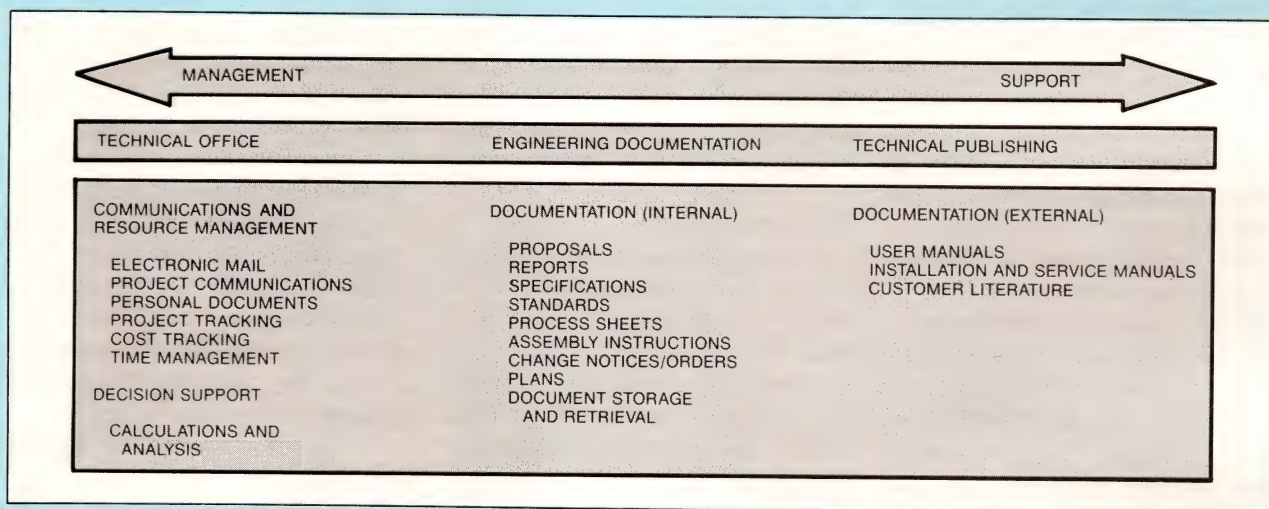 MANAGEMENT
SUPPORT
TECHNICAL OFFICE
ENGINEERING DOCUMENTATION
TECHNICAL PUBLISHING
COMMUNICATIONS AND
RESOURCE MANAGEMENT
ELECTRONIC MAIL
PROJECT COMMUNICATIONS
PERSONAL DOCUMENTS
PROJECT TRACKING
COST TRACKING
TIME MANAGEMENT
DECISION SUPPORT
CALCULATIONS AND
ANALYSIS
DOCUMENTATION (INTERNAL)
PROPOSALS
REPORTS
SPECIFICATIONS
STANDARDS
PROCESS SHEETS
ASSEMBLY INSTRUCTIONS
CHANGE NOTICES/ORDERS
PLANS
DOCUMENT STORAGE
AND RETRIEVAL
DOCUMENTATION (EXTERNAL)
USER MANUALS
INSTALLATION AND SERVICE MANUALS
CUSTOMER LITERATURE